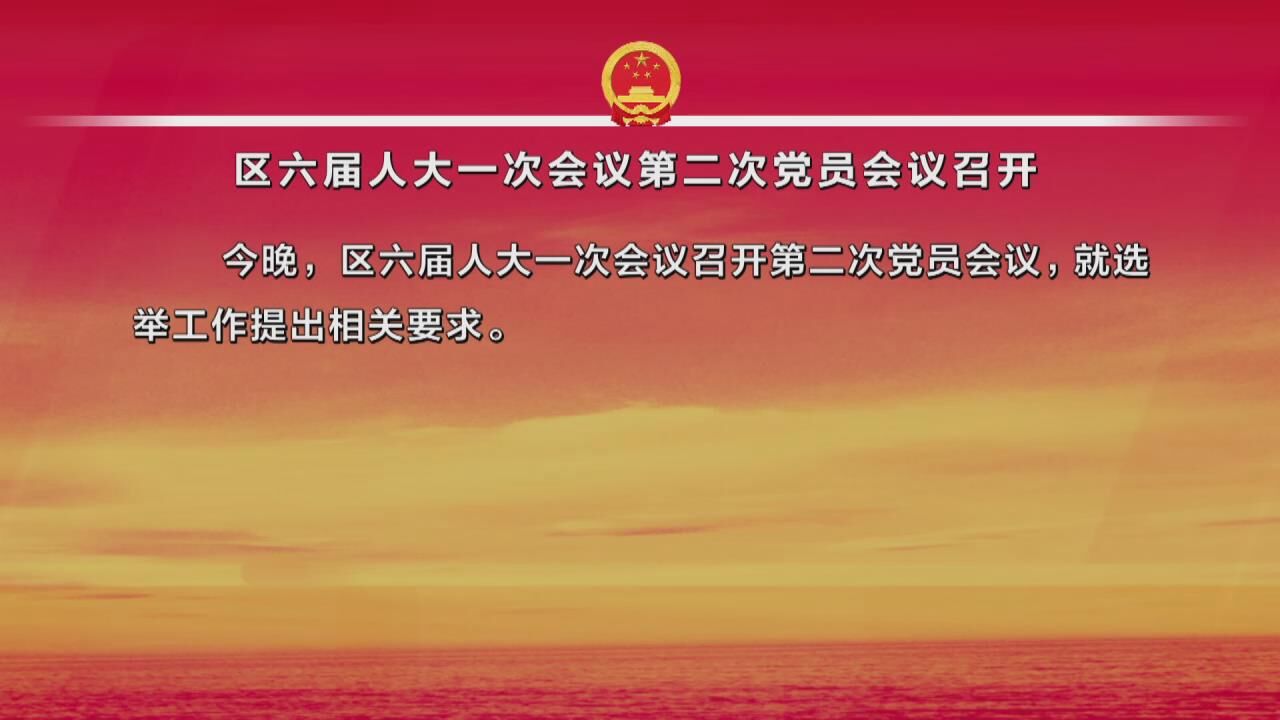 区六届人大一次会议第二次党员会议召开
今晚，区六届人大一次会议召开第二次党员会议，就选
举工作提出相关要求。